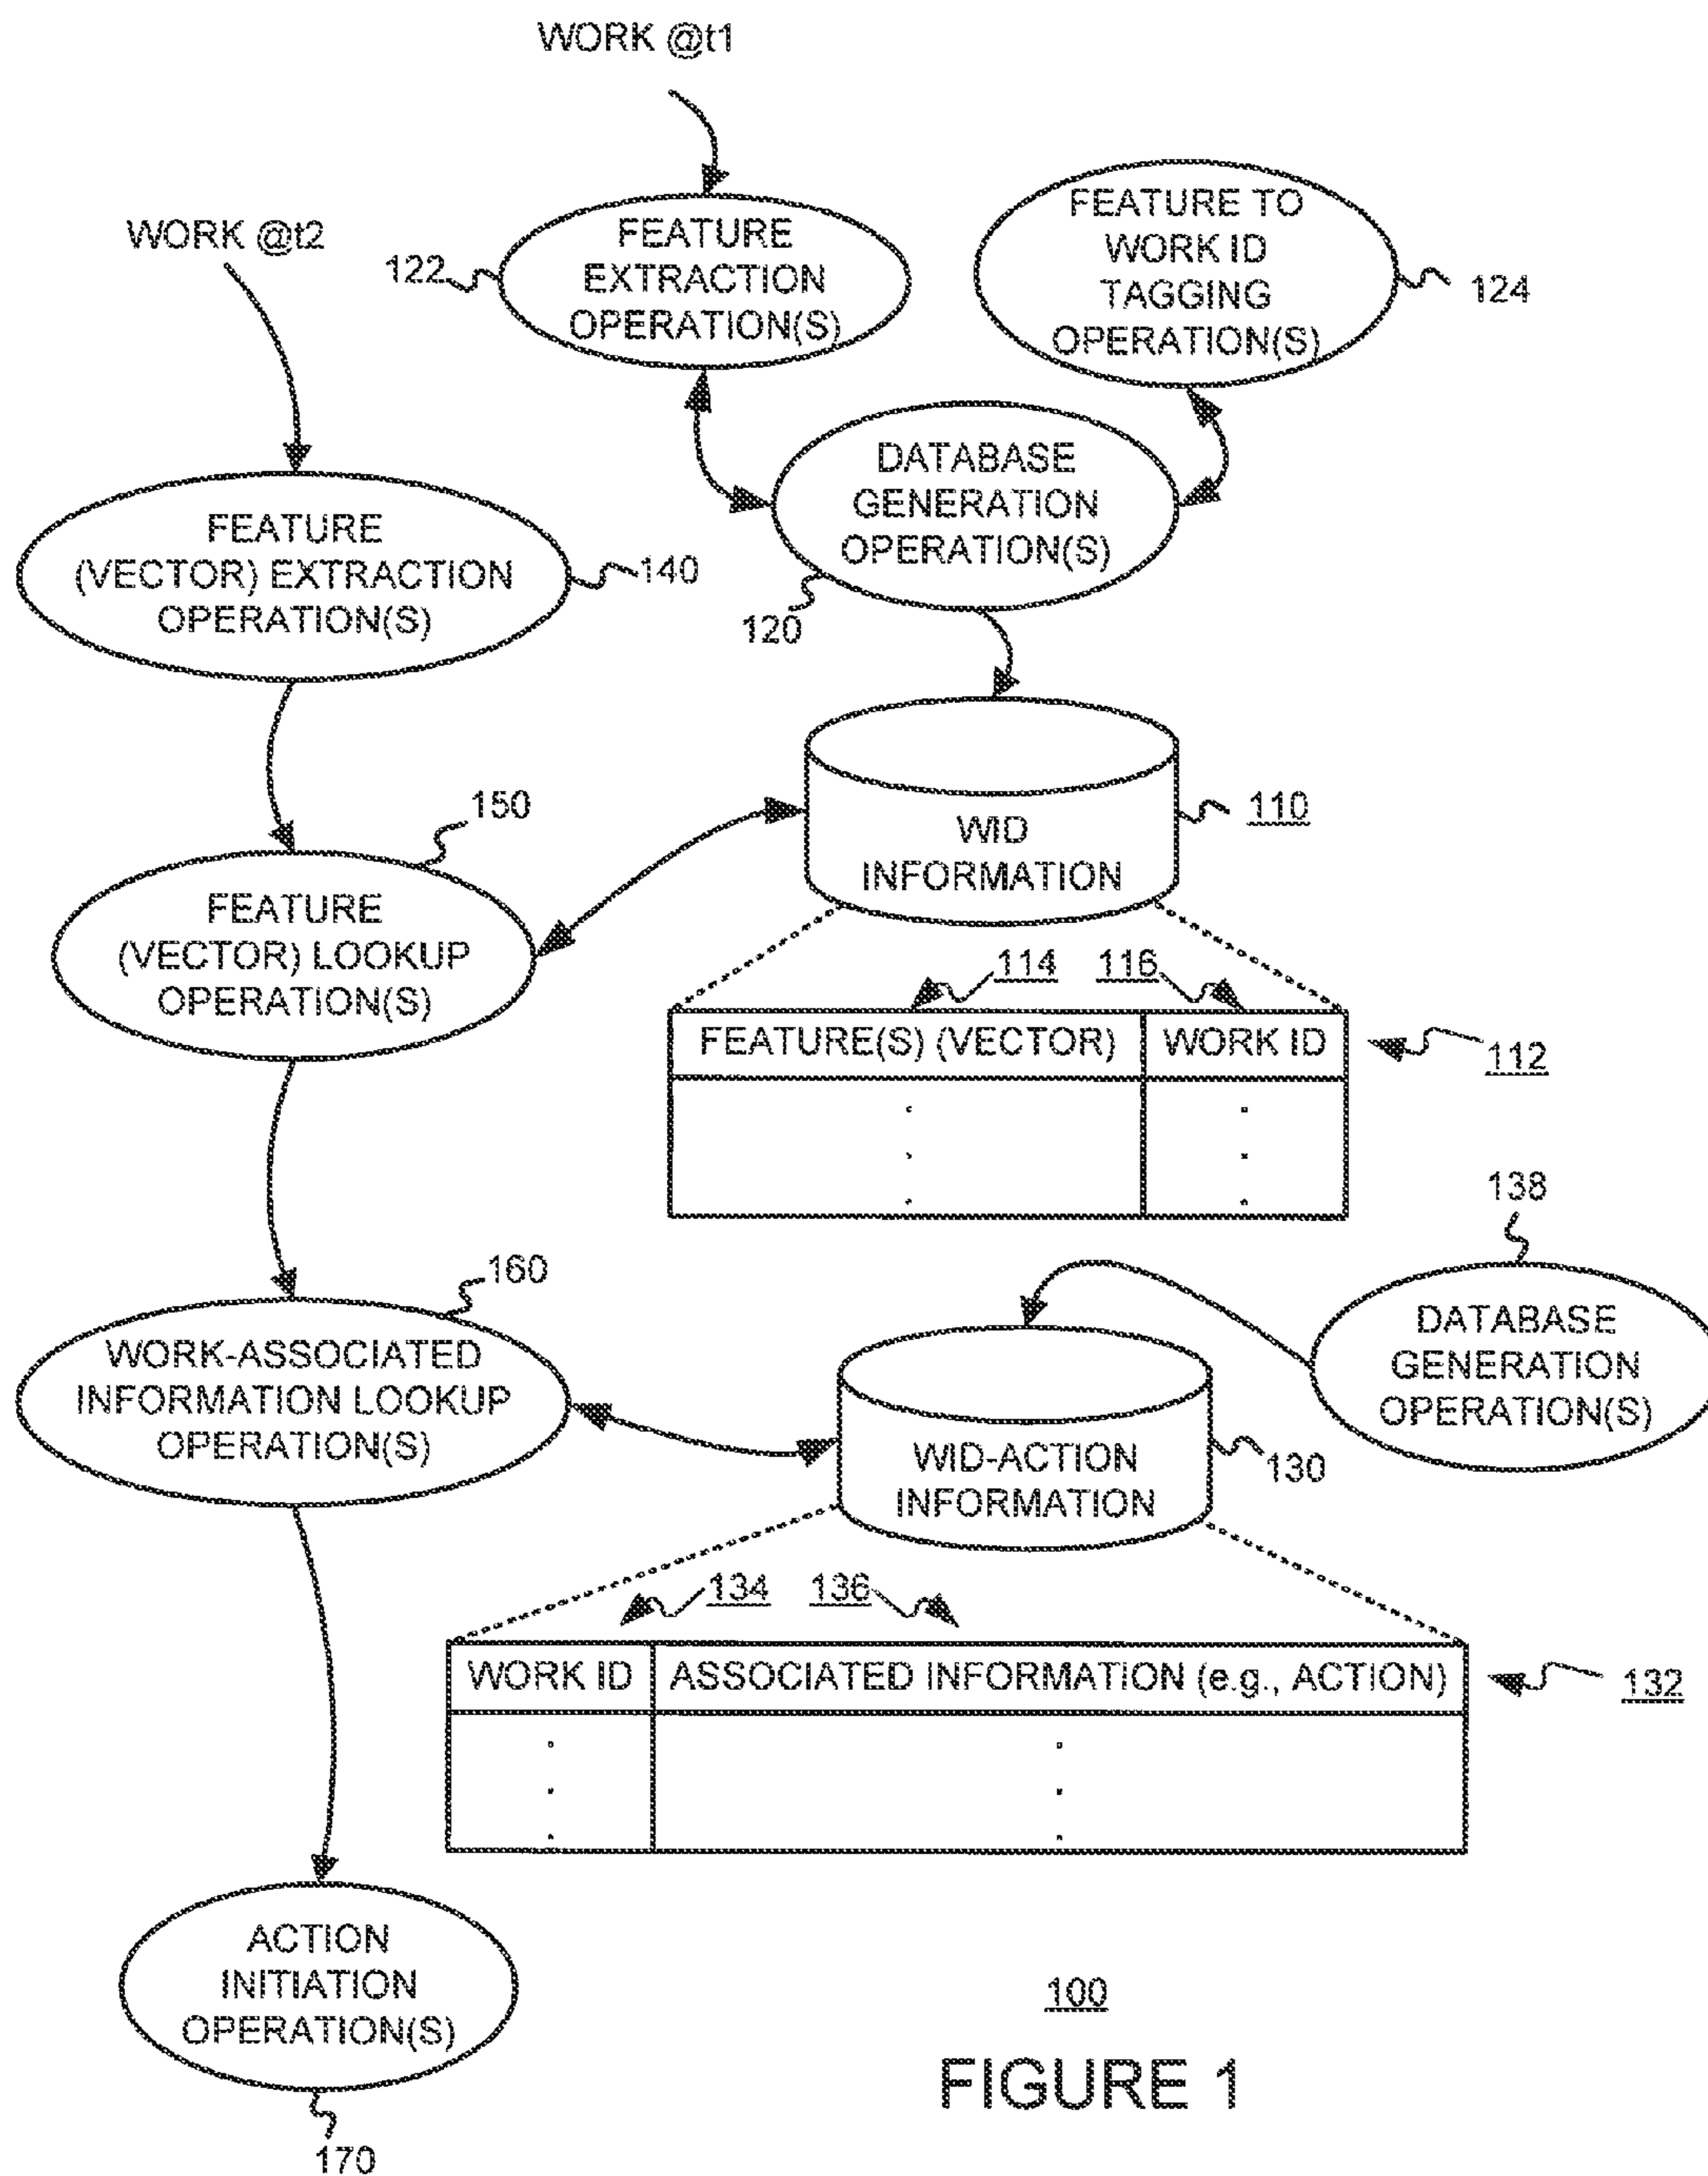 WORK @t1
WORK @t2
122
FEATURE
EXTRACTION
OPERATION(S)
FEATURE TO
WORK ID
TAGGING
OPERATION(S)
124
DATABASE
GENERATION
OPERATION(S)
120
FEATURE
(VECTOR) EXTRACTION
OPERATION(S)
140
150
FEATURE
(VECTOR) LOOKUP
OPERATION(S)
WID
INFORMATION
110
114
116
FEATURE(S) (VECTOR)
WORK ID
112
138
DATABASE
GENERATION
OPERATION(S)
160
WORK-ASSOCIATED
INFORMATION LOOKUP
OPERATION(S)
WID-ACTION
INFORMATION
130
134
136
WORK ID
ASSOCIATED INFORMATION (e.g., ACTION)
132
ACTION
INITIATION
OPERATION(S)
170
100
FIGURE 1